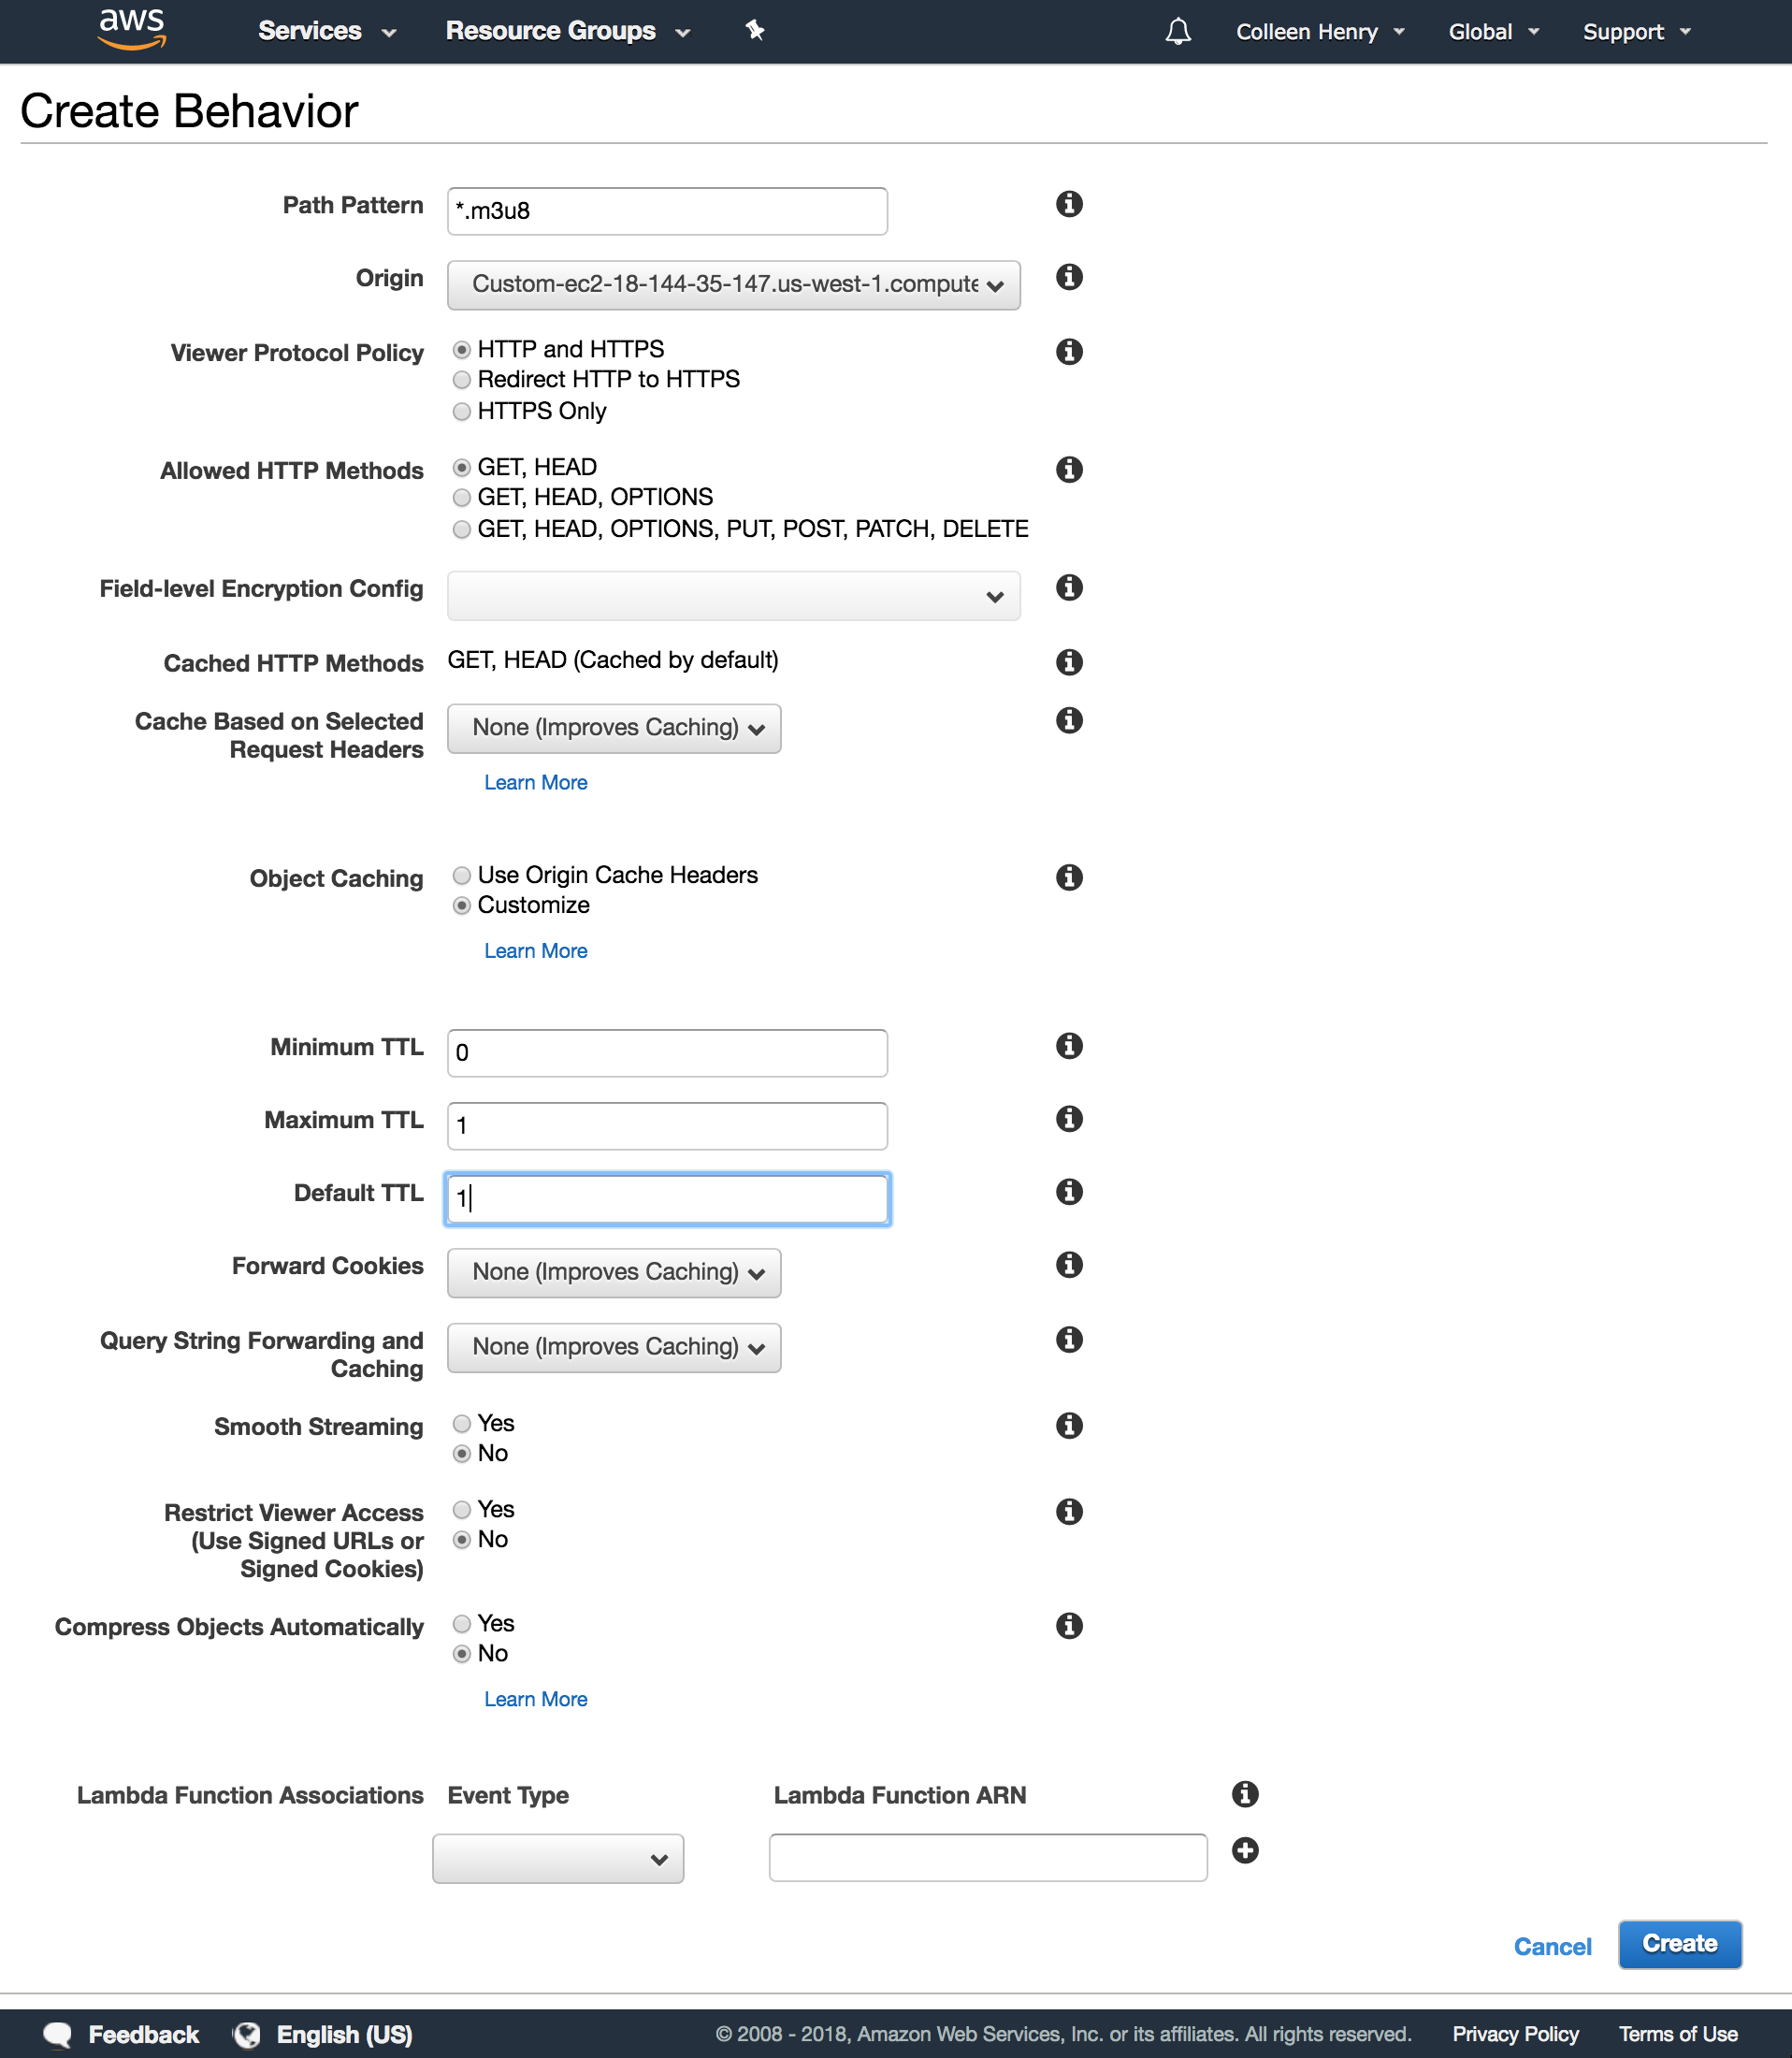 aws Services Resource Groups Colleen Henry Global Support
Create Behavior
Path Pattern *.m3u8
Origin Custom-ec2-18-144-35-147.us-west-1.compute
Viewer Protocol Policy HTTP and HTTPS
Redirect HTTP to HTTPS
HTTPS Only
Allowed HTTP Methods GET, HEAD
GET, HEAD, OPTIONS
GET, HEAD, OPTIONS, PUT, POST, PATCH, DELETE
Field-level Encryption Config
Cached HTTP Methods GET, HEAD (Cached by default)
Cache Based on Selected
Request Headers
None (Improves Caching)
Learn More
Object Caching Use Origin Cache Headers
Customize
Learn More
Minimum TTL 0
Maximum TTL 1
Default TTL 1
Forward Cookies None (Improves Caching)
Query String Forwarding and
Caching
None (Improves Caching)
Smooth Streaming Yes
No
Restrict Viewer Access
(Use Signed URLs or
Signed Cookies)
Yes
No
Compress Objects Automatically Yes
No
Learn More
Lambda Function Associations Event Type Lambda Function ARN
Cancel Create
Feedback English (US) © 2008 - 2018, Amazon Web Services, Inc. or its affiliates. All rights reserved. Privacy Policy Terms of Use